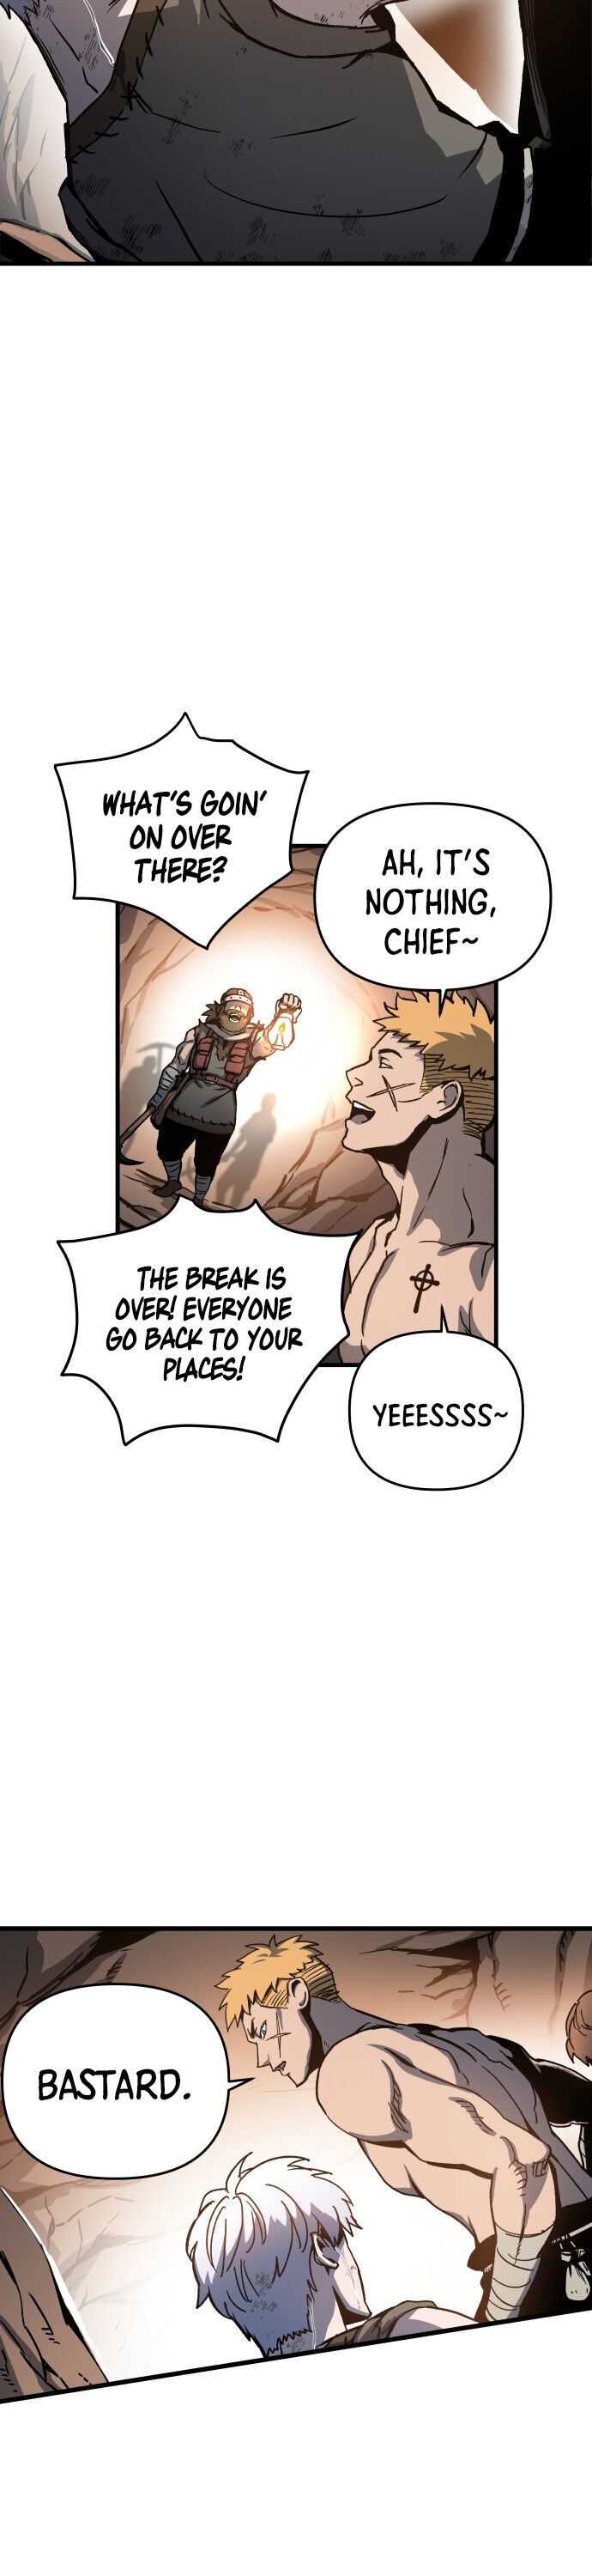 WHAT'S GOIN'
ON OVER
THERE?
AH, IT'S
NOTHING,
CHIEF~
THE BREAK IS
OVER! EVERYONE
GO BACK TO YOUR
PLACES!
YEEESSSS~
BASTARD.